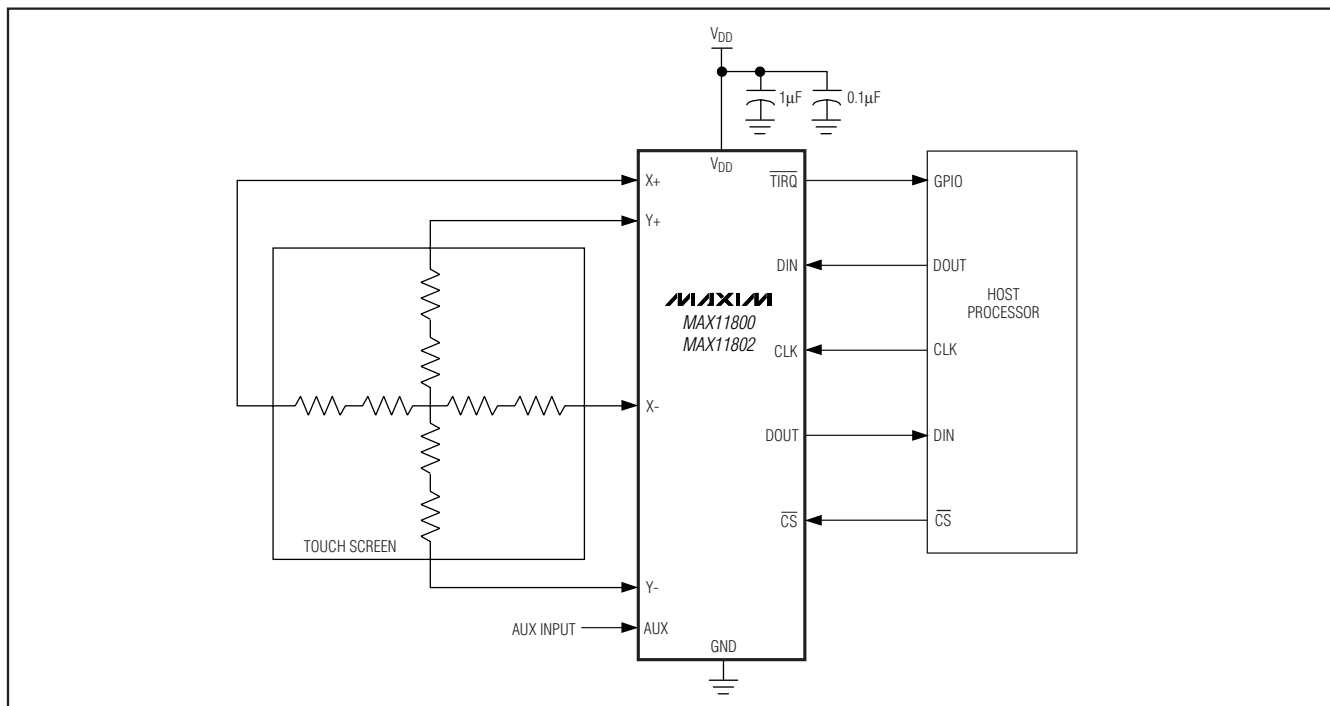 VDD
1µF
0.1µF
VDD
X+
TIRQ
GPIO
Y+
DIN
DOUT
MAXIM
MAX11800
MAX11802
HOST
PROCESSOR
CLK
CLK
X-
DOUT
DIN
CS
CS
TOUCH SCREEN
Y-
AUX INPUT
AUX
GND